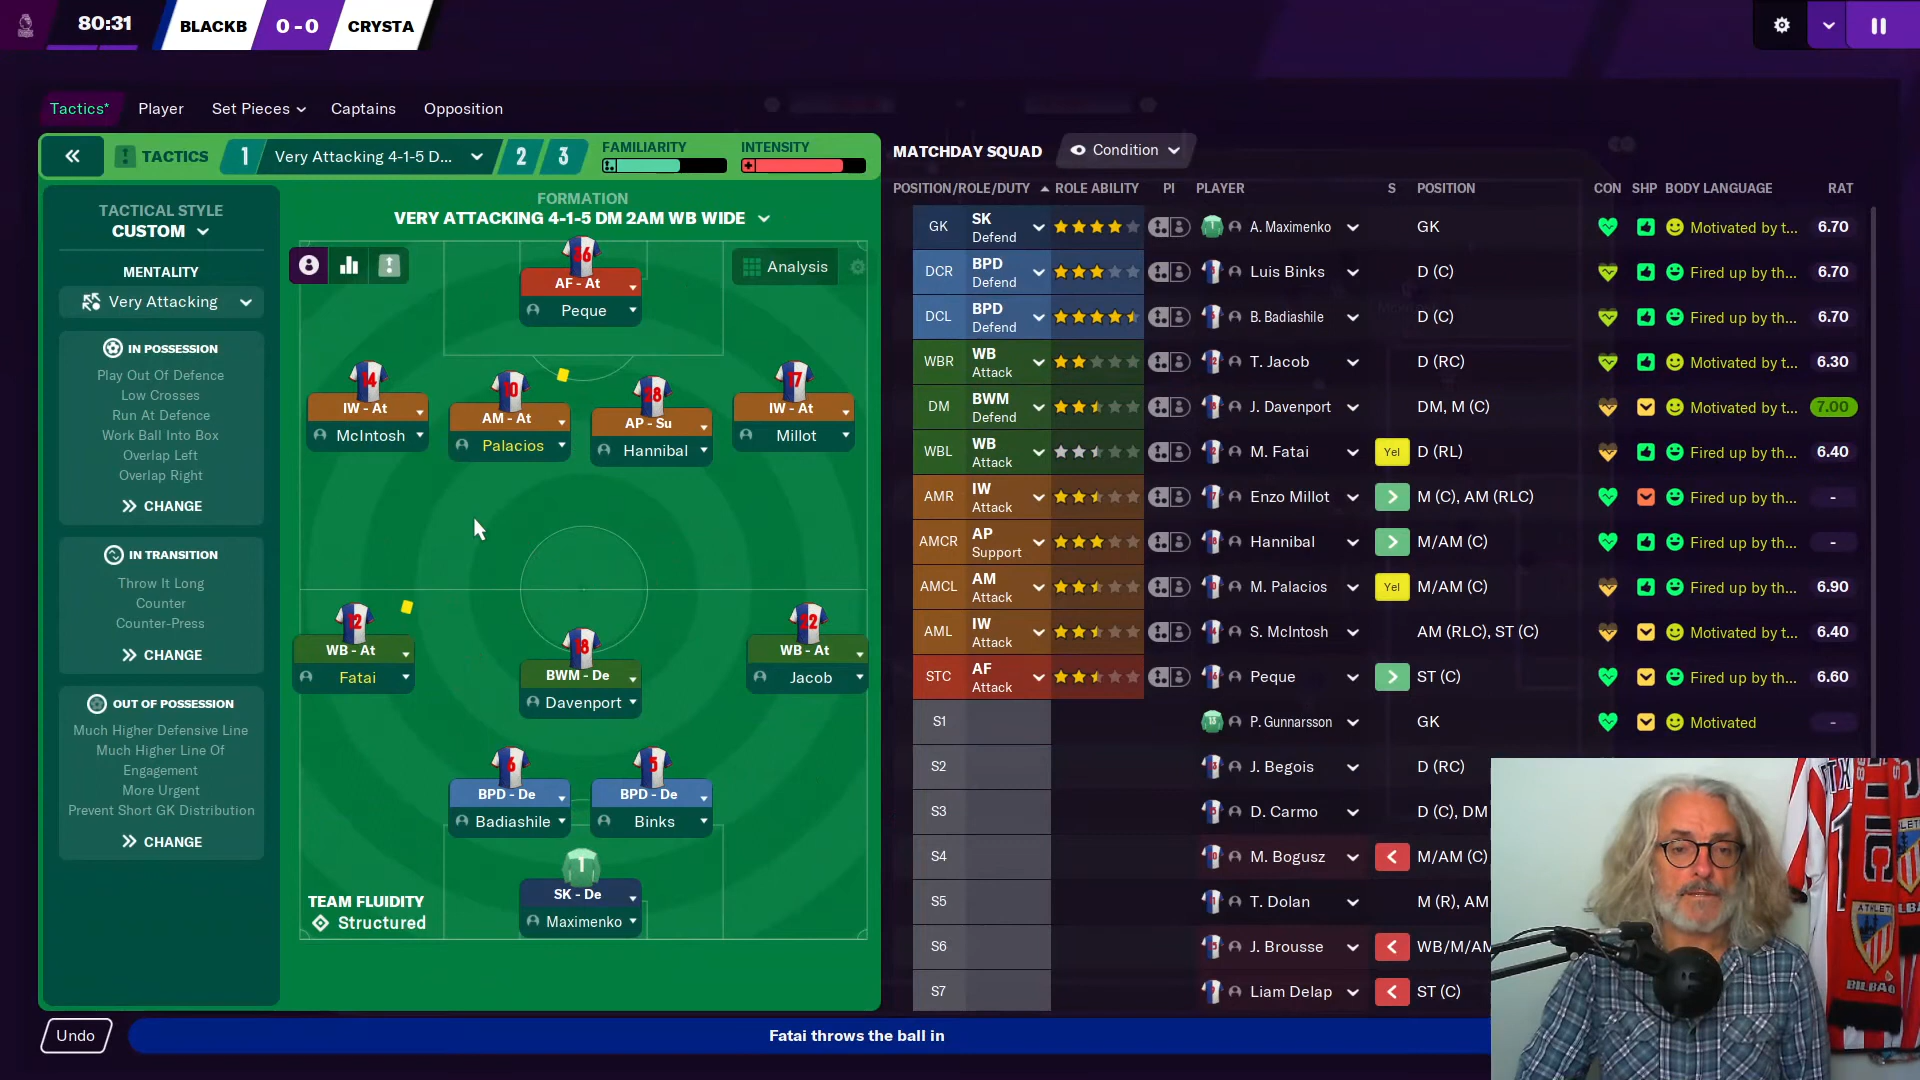 80:31
BLACKB 0 - 0 CRYSTA
Tactics* Player Set Pieces Captains Opposition
TACTICS 1 Very Attacking 4-1-5 D... 2 3
FAMILIARITY
INTENSITY
TACTICAL STYLE
CUSTOM
MENTALITY
Very Attacking
IN POSSESSION
Play Out Of Defence
Low Crosses
Run At Defence
Work Ball Into Box
Overlap Left
Overlap Right
CHANGE
IN TRANSITION
Throw It Long
Counter
Counter-Press
CHANGE
OUT OF POSSESSION
Much Higher Defensive Line
Much Higher Line Of
Engagement
More Urgent
Prevent Short GK Distribution
CHANGE
FORMATION
VERY ATTACKING 4-1-5 DM 2AM WB WIDE
Analysis
AF - At
Peque
14
10
28
17
IW - At
McIntosh
AM - At
Palacios
AP - Su
Hannibal
IW - At
Millot
12
18
22
WB - At
Fatai
BWM - De
Davenport
WB - At
Jacob
6
5
BPD - De
Badiashile
BPD - De
Binks
1
SK - De
Maximenko
TEAM FLUIDITY
Structured
MATCHDAY SQUAD Condition
POSITION/ROLE/DUTY ROLE ABILITY PI PLAYER S POSITION CON SHP BODY LANGUAGE RAT
GK SK Defend A. Maximenko GK Motivated by t... 6.70
DCR BPD Defend Luis Binks D (C) Fired up by th... 6.70
DCL BPD Defend B. Badiashile D (C) Fired up by th... 6.70
WBR WB Attack T. Jacob D (RC) Motivated by t... 6.30
DM BWM Defend J. Davenport DM, M (C) Motivated by t... 7.00
WBL WB Attack M. Fatai Yel D (RL) Fired up by th... 6.40
AMR IW Attack Enzo Millot M (C), AM (RLC) Fired up by th... -
AMCR AP Support Hannibal M/AM (C) Fired up by th... -
AMCL AM Attack M. Palacios Yel M/AM (C) Fired up by th... 6.90
AML IW Attack S. McIntosh AM (RLC), ST (C) Motivated by t... 6.40
STC AF Attack Peque ST (C) Fired up by th... 6.60
S1 P. Gunnarsson GK Motivated -
S2 J. Begois D (RC)
S3 D. Carmo D (C), DM
S4 M. Bogusz M/AM (C)
S5 T. Dolan M (R), AM
S6 J. Brousse WB/M/AM
S7 Liam Delap ST (C)
BILBAO
Undo
Fatai throws the ball in